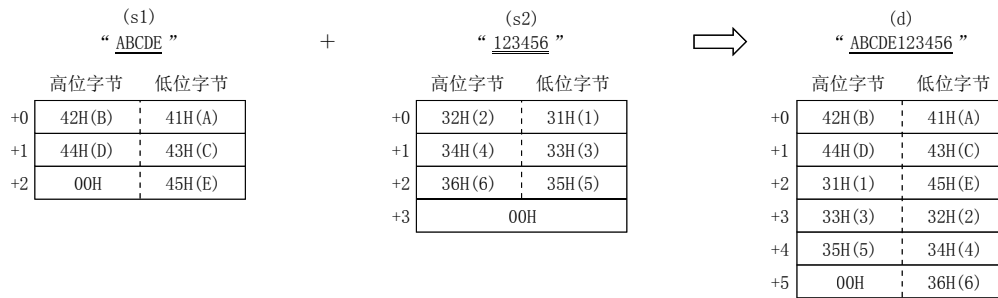 (s1) (s2) (d)
“ ABCDE ” + “ 123456 ” “ ABCDE123456 ”
高位字节 低位字节 高位字节 低位字节 高位字节 低位字节
+0 42H(B) 41H(A) +0 32H(2) 31H(1) +0 42H(B) 41H(A)
+1 44H(D) 43H(C) +1 34H(4) 33H(3) +1 44H(D) 43H(C)
+2 00H 45H(E) +2 36H(6) 35H(5) +2 31H(1) 45H(E)
+3 00H +3 33H(3) 32H(2)
+4 35H(5) 34H(4)
+5 00H 36H(6)